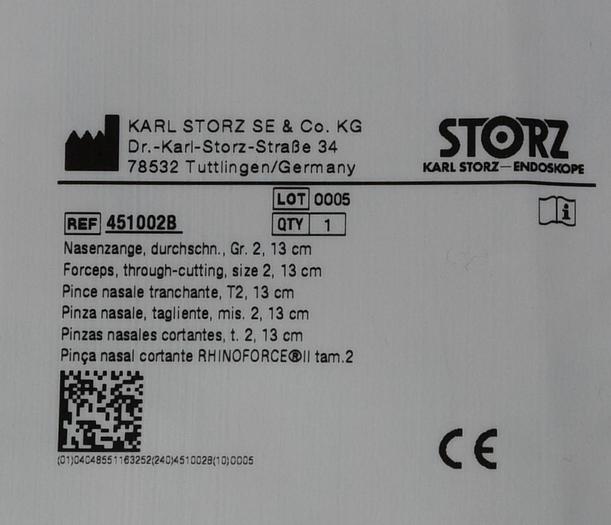 KARL STORZ SE & Co. KG
Dr.-Karl-Storz-Straße 34
78532 Tuttlingen/Germany
STORZ
KARL STORZ—ENDOSKOPE
LOT 0005
REF 451002B
QTY 1
Nasenzange, durchschn., Gr. 2, 13 cm
Forceps, through-cutting, size 2, 13 cm
Pince nasale tranchante, T2, 13 cm
Pinza nasale, tagliente, mis. 2, 13 cm
Pinzas nasales cortantes, t. 2, 13 cm
Pinça nasal cortante RHINOFORCE®II tam.2
(01)04048551163252(240)451002B(10)0005
CE